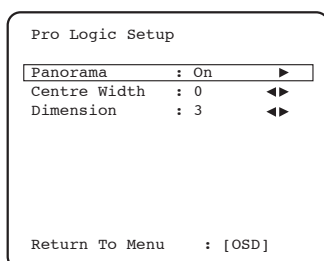 Pro Logic Setup
Panorama : On ▶
Centre Width : 0 ◀▶
Dimension : 3 ◀▶
Return To Menu : [OSD]